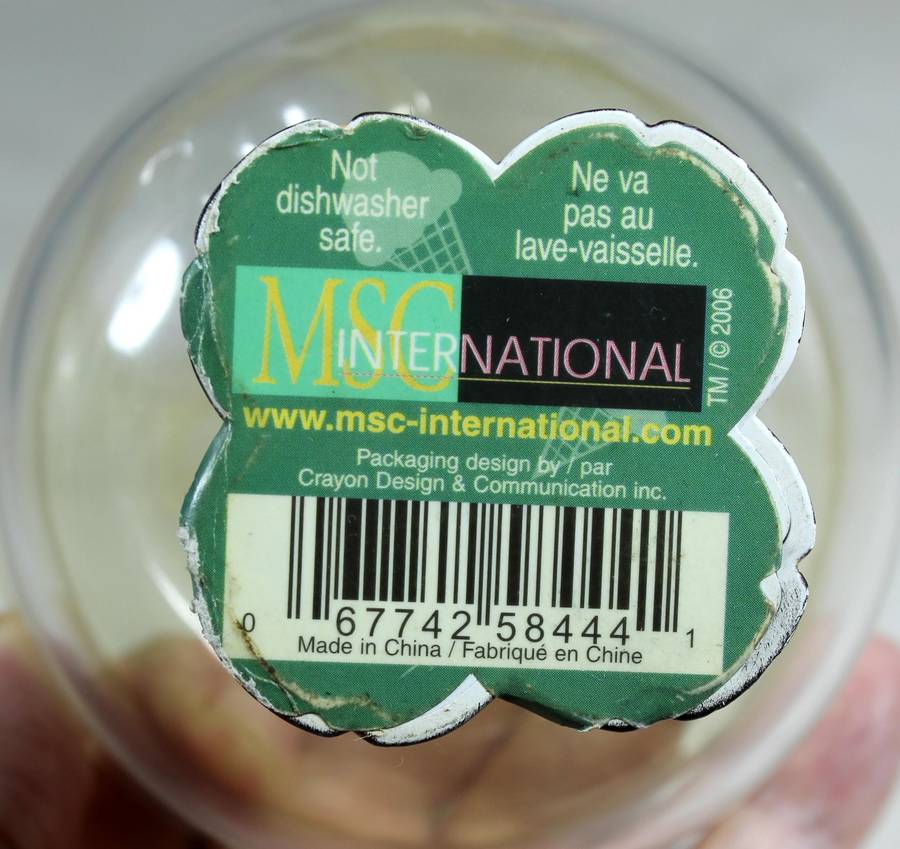 Not
dishwasher
safe.
Ne va
pas au
lave-vaisselle.
MSC
INTERNATIONAL
TM / © 2006
www.msc-international.com
Packaging design by / par
Crayon Design & Communication inc.
0 67742 58444 1
Made in China / Fabriqué en Chine